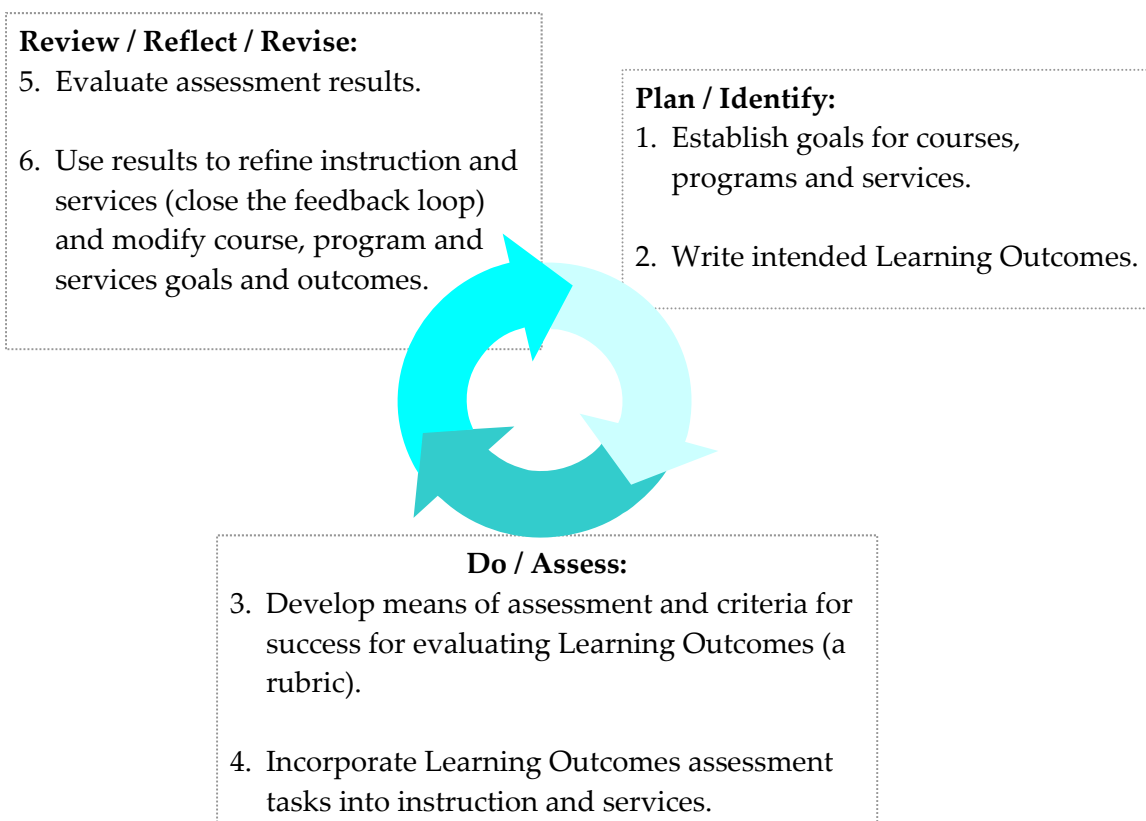 Review / Reflect / Revise:
5. Evaluate assessment results.
6. Use results to refine instruction and
services (close the feedback loop)
and modify course, program and
services goals and outcomes.
Plan / Identify:
1. Establish goals for courses,
programs and services.
2. Write intended Learning Outcomes.
Do / Assess:
3. Develop means of assessment and criteria for
success for evaluating Learning Outcomes (a
rubric).
4. Incorporate Learning Outcomes assessment
tasks into instruction and services.